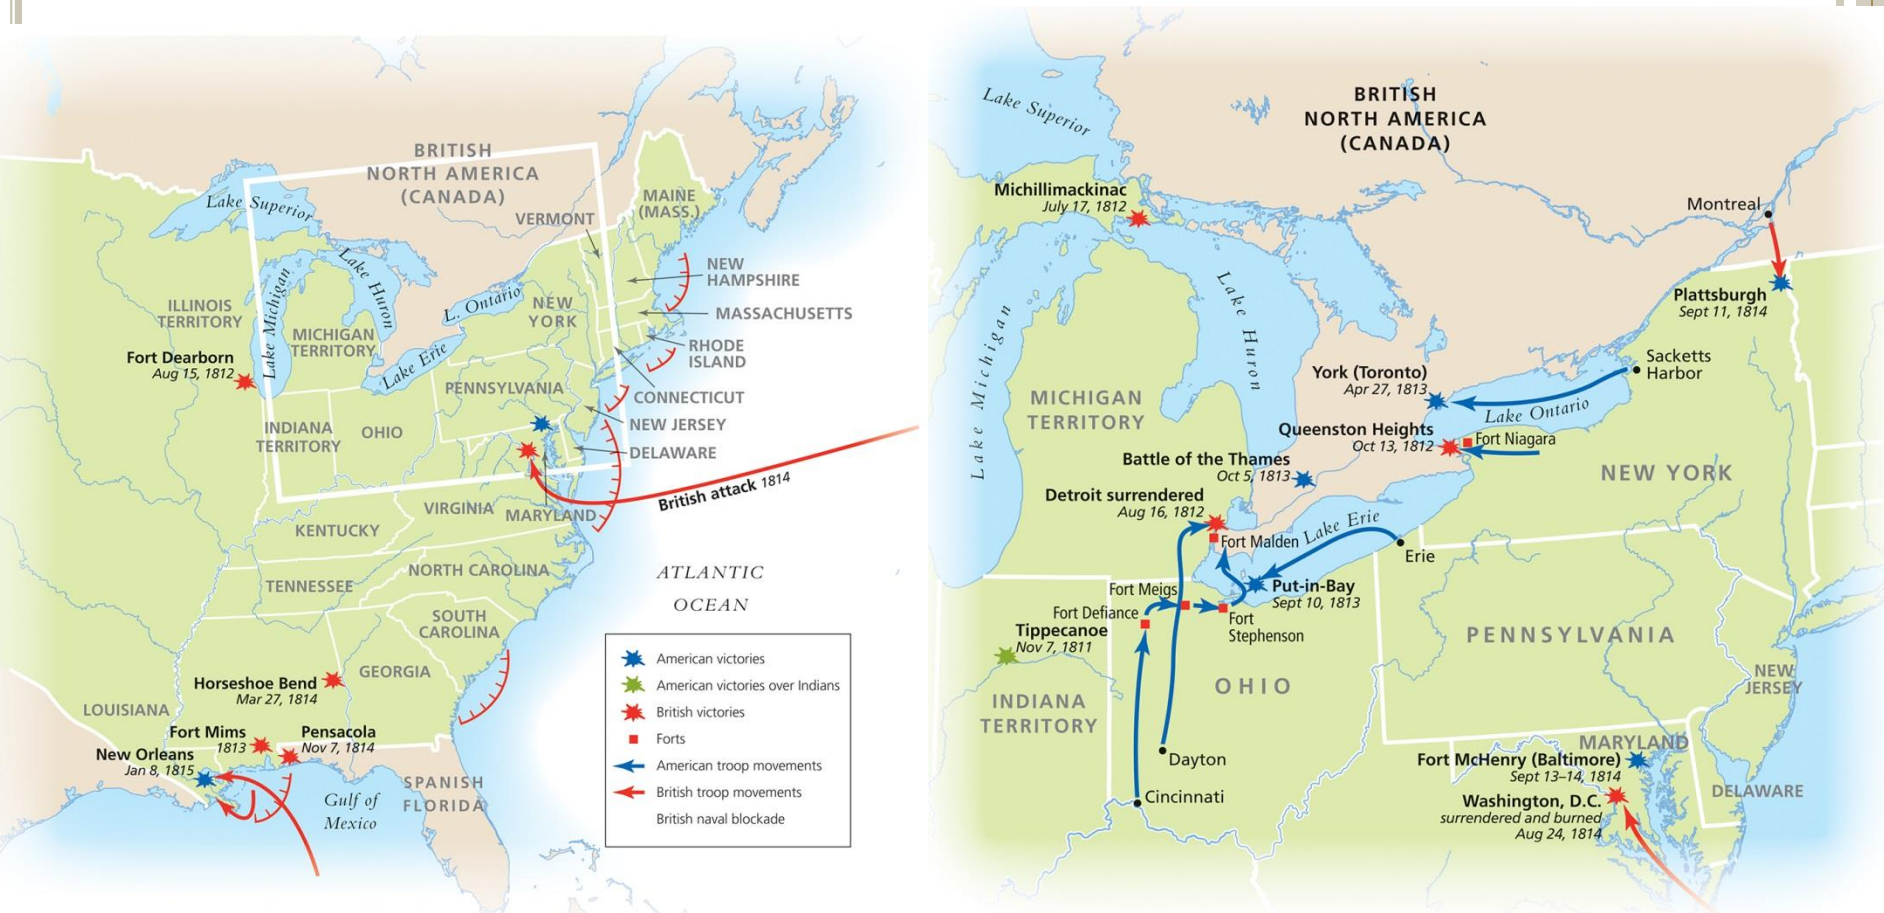 BRITISH
NORTH AMERICA
(CANADA)
MAINE
(MASS.)
VERMONT
Lake Superior
Lake Huron
Lake Michigan
L. Ontario
Lake Erie
NEW
HAMPSHIRE
ILLINOIS
TERRITORY
NEW
YORK
MASSACHUSETTS
MICHIGAN
TERRITORY
RHODE
ISLAND
Fort Dearborn
Aug 15, 1812
PENNSYLVANIA
CONNECTICUT
NEW JERSEY
INDIANA
TERRITORY
OHIO
DELAWARE
British attack 1814
VIRGINIA
MARYLAND
KENTUCKY
ATLANTIC
OCEAN
NORTH CAROLINA
TENNESSEE
SOUTH
CAROLINA
GEORGIA
Horseshoe Bend
Mar 27, 1814
LOUISIANA
Fort Mims
1813
Pensacola
Nov 7, 1814
New Orleans
Jan 8, 1815
SPANISH
FLORIDA
Gulf of
Mexico
American victories
American victories over Indians
British victories
Forts
American troop movements
British troop movements
British naval blockade
Lake Superior
BRITISH
NORTH AMERICA
(CANADA)
Michillimackinac
July 17, 1812
Montreal
Plattsburgh
Sept 11, 1814
Lake Michigan
Lake Huron
Sacketts
Harbor
York (Toronto)
Apr 27, 1813
Lake Ontario
MICHIGAN
TERRITORY
Queenston Heights
Oct 13, 1812
Fort Niagara
Battle of the Thames
Oct 5, 1813
NEW YORK
Detroit surrendered
Aug 16, 1812
Fort Malden
Lake Erie
Erie
Put-in-Bay
Sept 10, 1813
Fort Meigs
Fort Defiance
Fort
Stephenson
Tippecanoe
Nov 7, 1811
PENNSYLVANIA
INDIANA
TERRITORY
OHIO
NEW
JERSEY
Dayton
Cincinnati
MARYLAND
Fort McHenry (Baltimore)
Sept 13–14, 1814
DELAWARE
Washington, D.C.
surrendered and burned
Aug 24, 1814